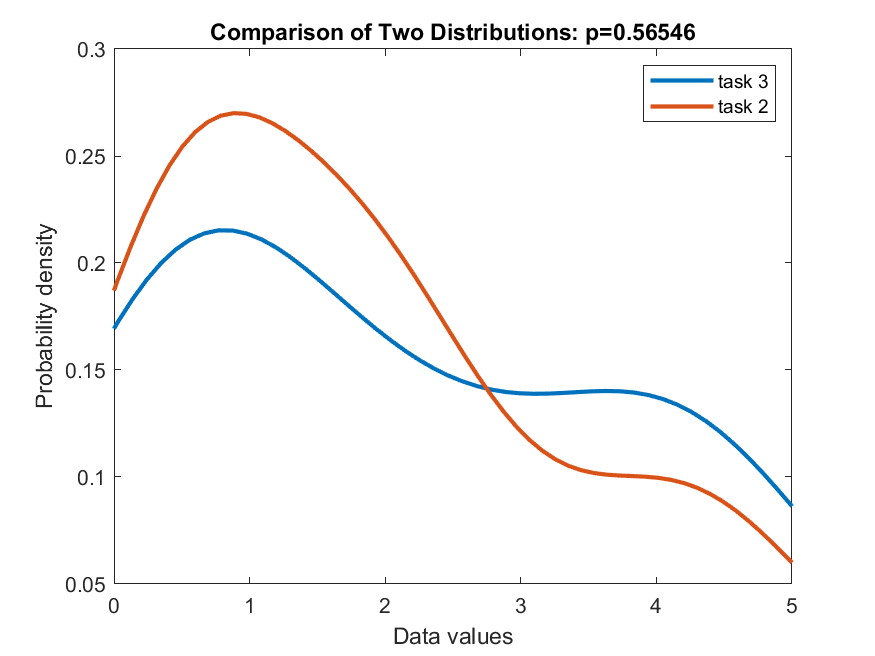 Comparison of Two Distributions: p=0.56546
0.3
0.25
0.2
0.15
0.1
0.05
Probability density
task 3
task 2
0 1 2 3 4 5
Data values